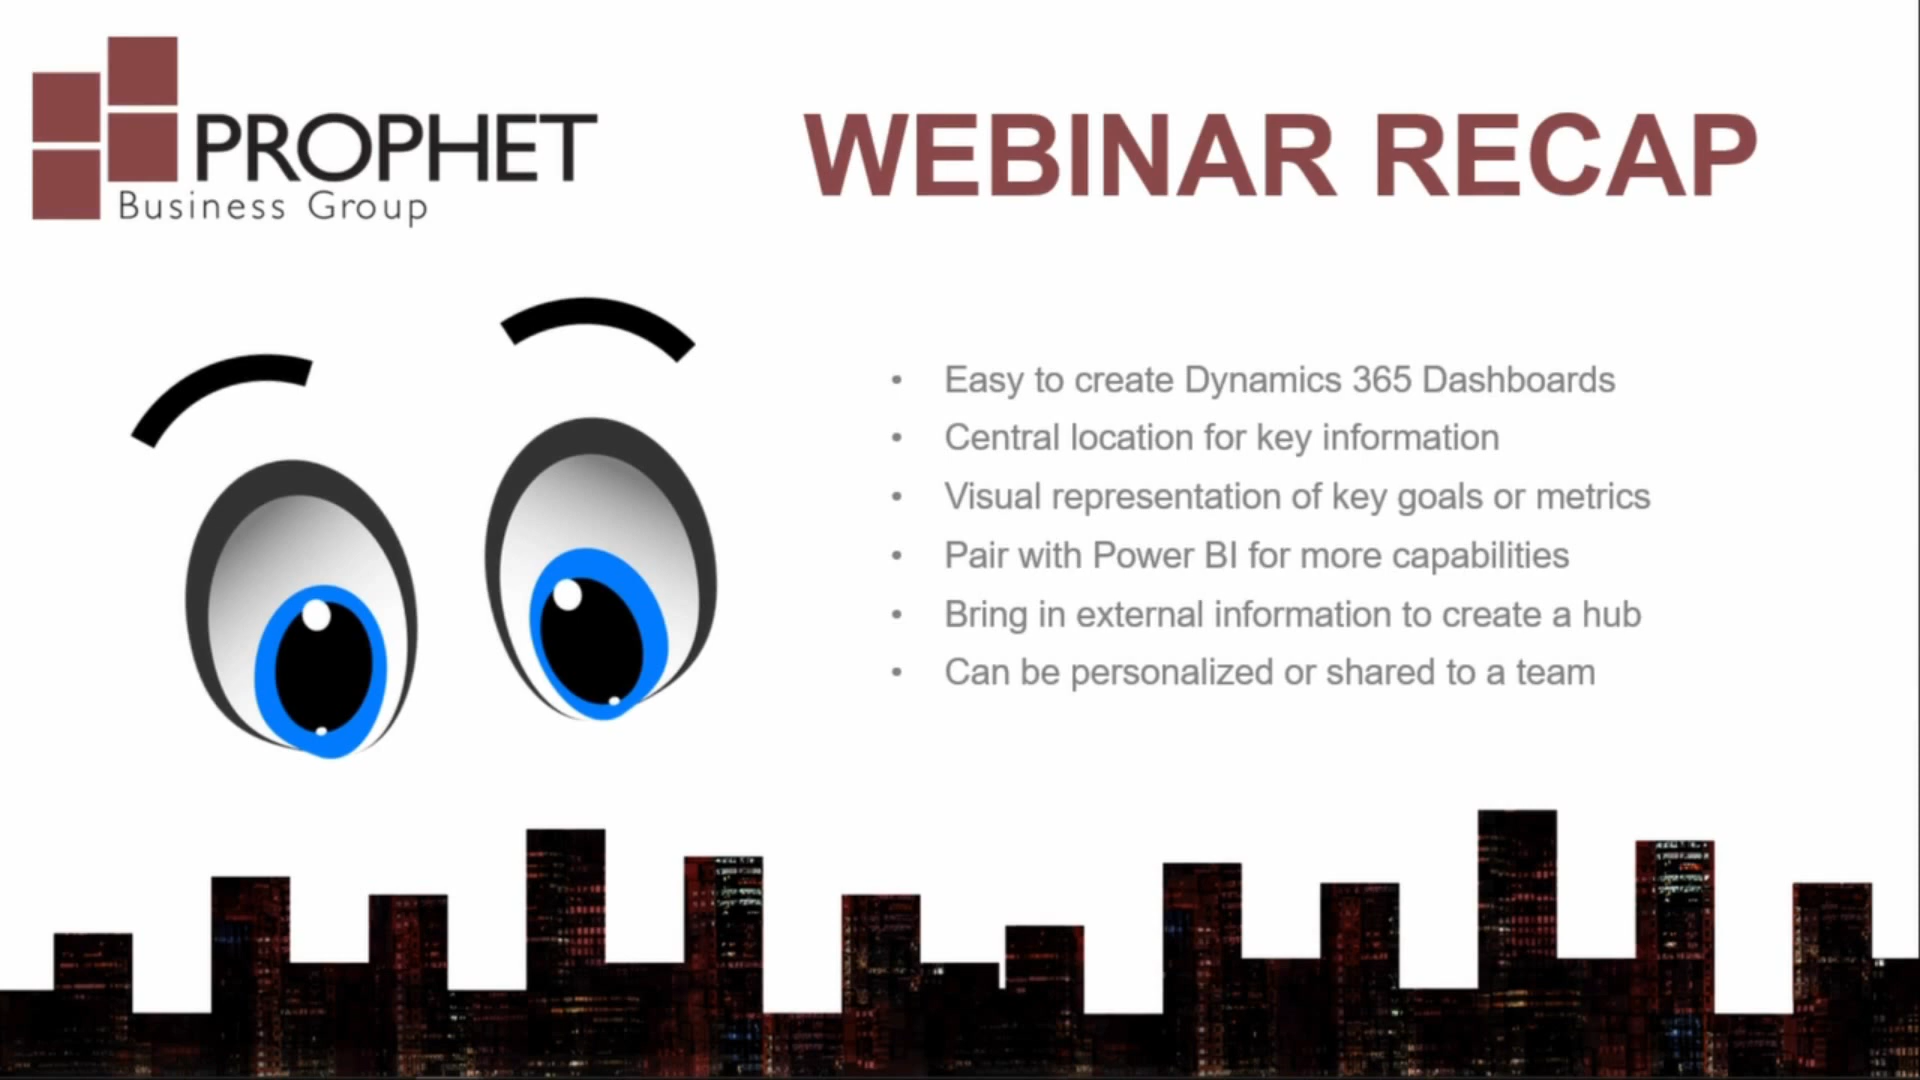 PROPHET
Business Group
WEBINAR RECAP
• Easy to create Dynamics 365 Dashboards
• Central location for key information
• Visual representation of key goals or metrics
• Pair with Power BI for more capabilities
• Bring in external information to create a hub
• Can be personalized or shared to a team